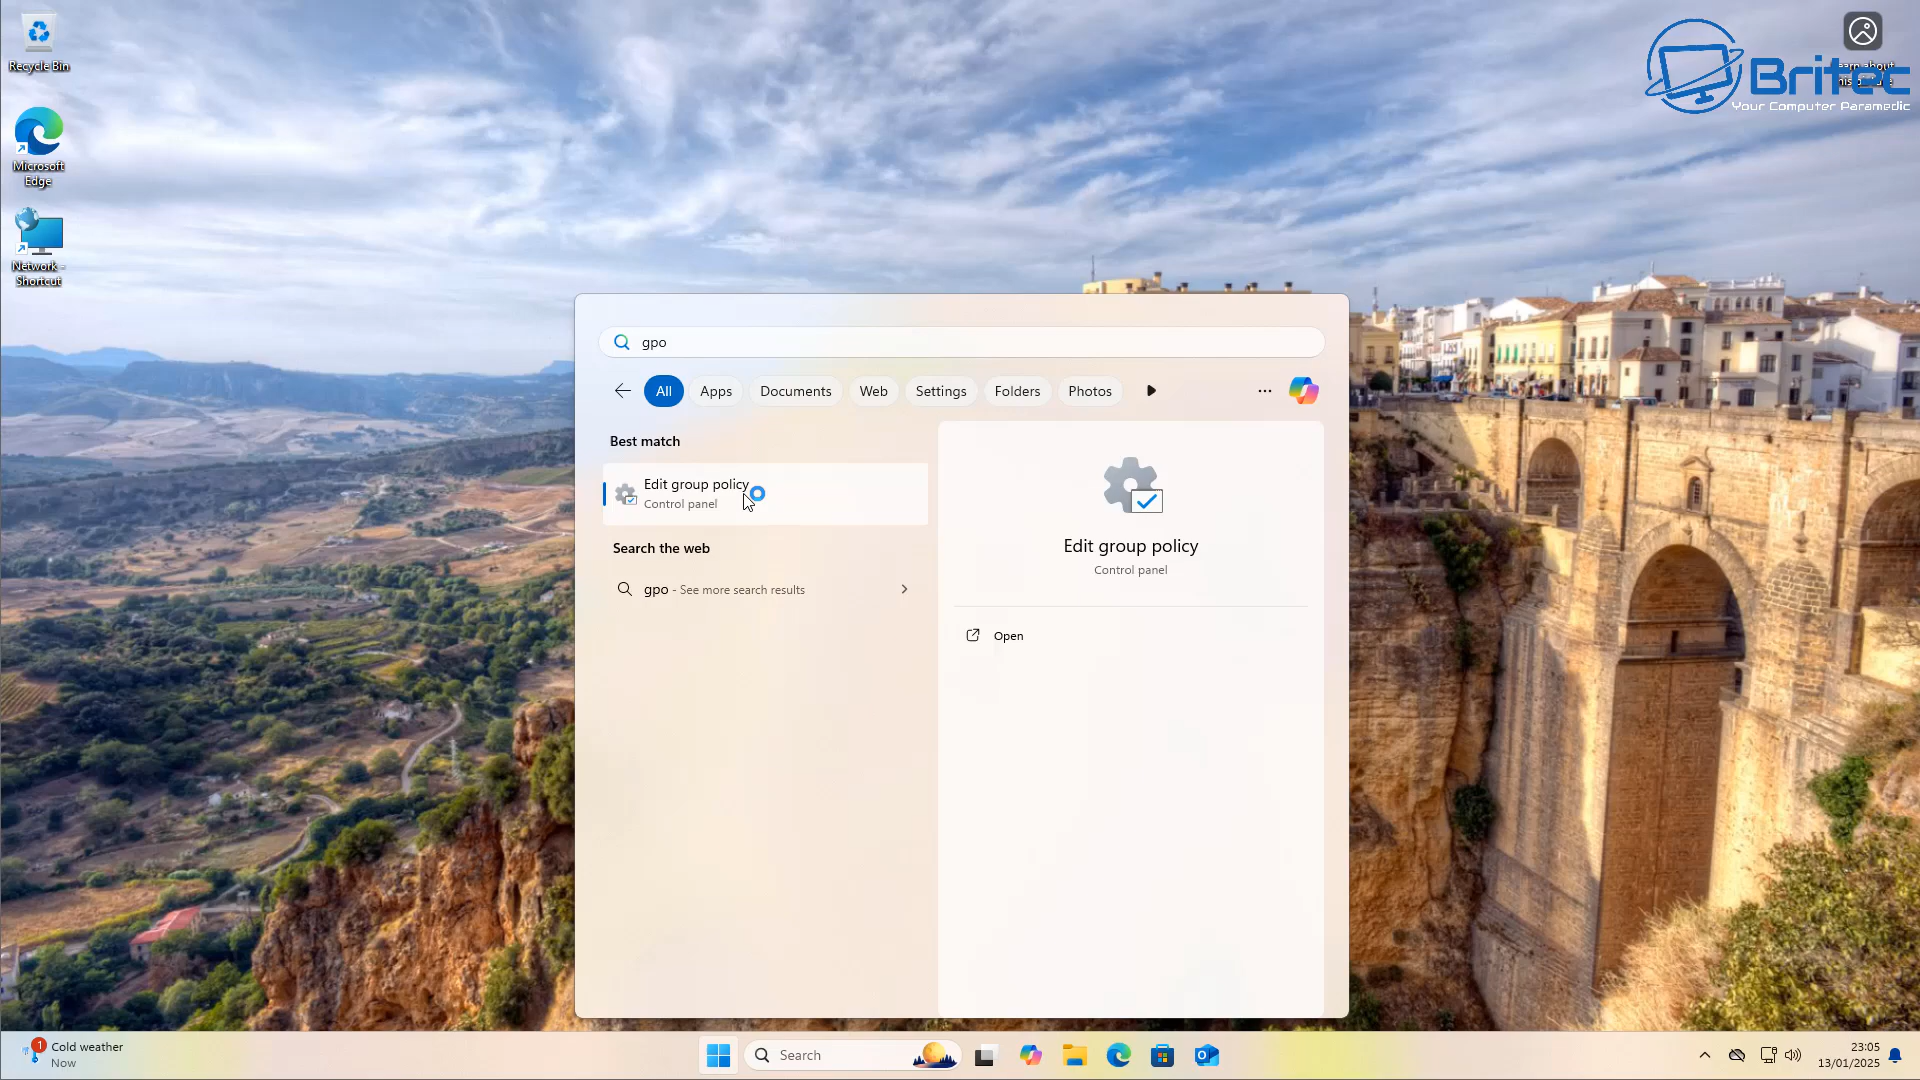 Recycle Bin
Microsoft
Edge
Network -
Shortcut
Britec
Your Computer Paramedic
gpo
All
Apps
Documents
Web
Settings
Folders
Photos
Best match
Edit group policy
Control panel
Search the web
gpo - See more search results
Edit group policy
Control panel
Open
1
Cold weather
Now
Search
23:05
13/01/2025